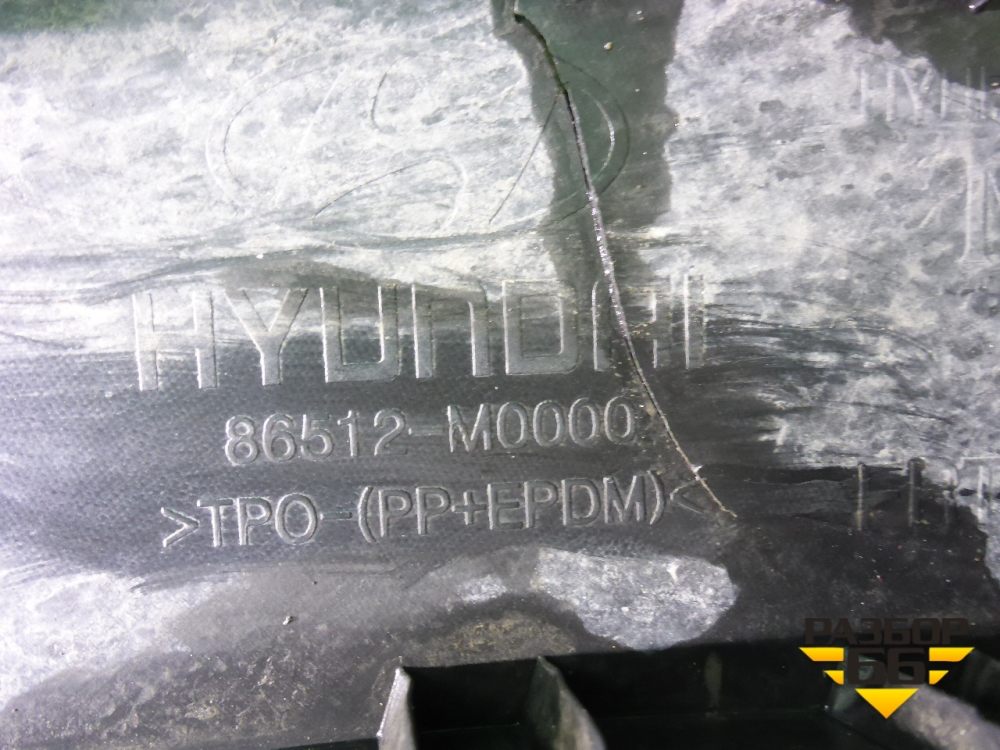 HYUNDAI
86512-M0000
>TPO-(PP+EPDM)<
РАЗБОР
66